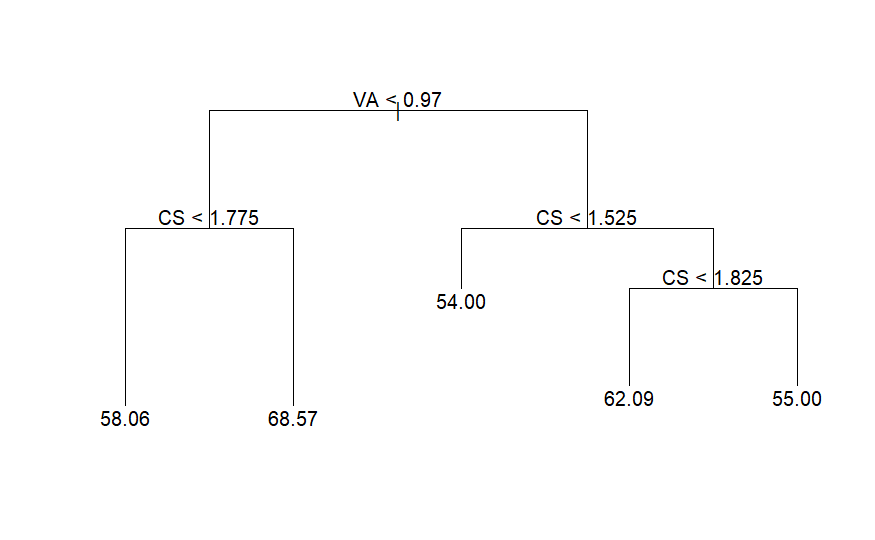 VA < 0.97
CS < 1.775
CS < 1.525
CS < 1.825
54.00
62.09
55.00
58.06
68.57